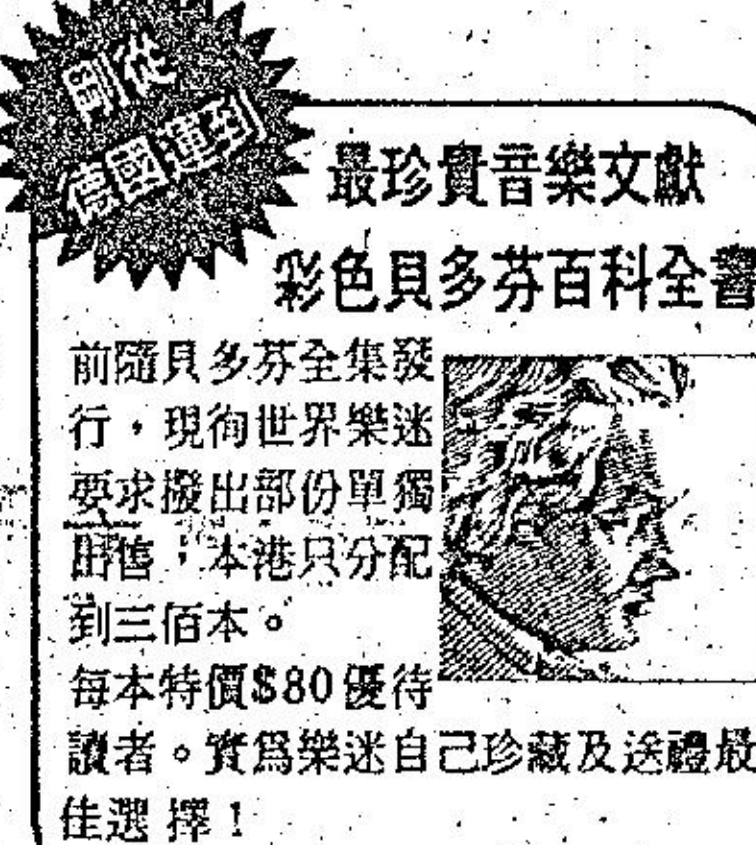 剛從
德國運到
最珍貴音樂文獻
彩色貝多芬百科全書
前隨貝多芬全集發
行，現徇世界樂迷
要求撥出部份單獨
出售，本港只分配
到三佰本。
每本特價$80優待
讀者。實爲樂迷自己珍藏及送禮最
佳選擇！